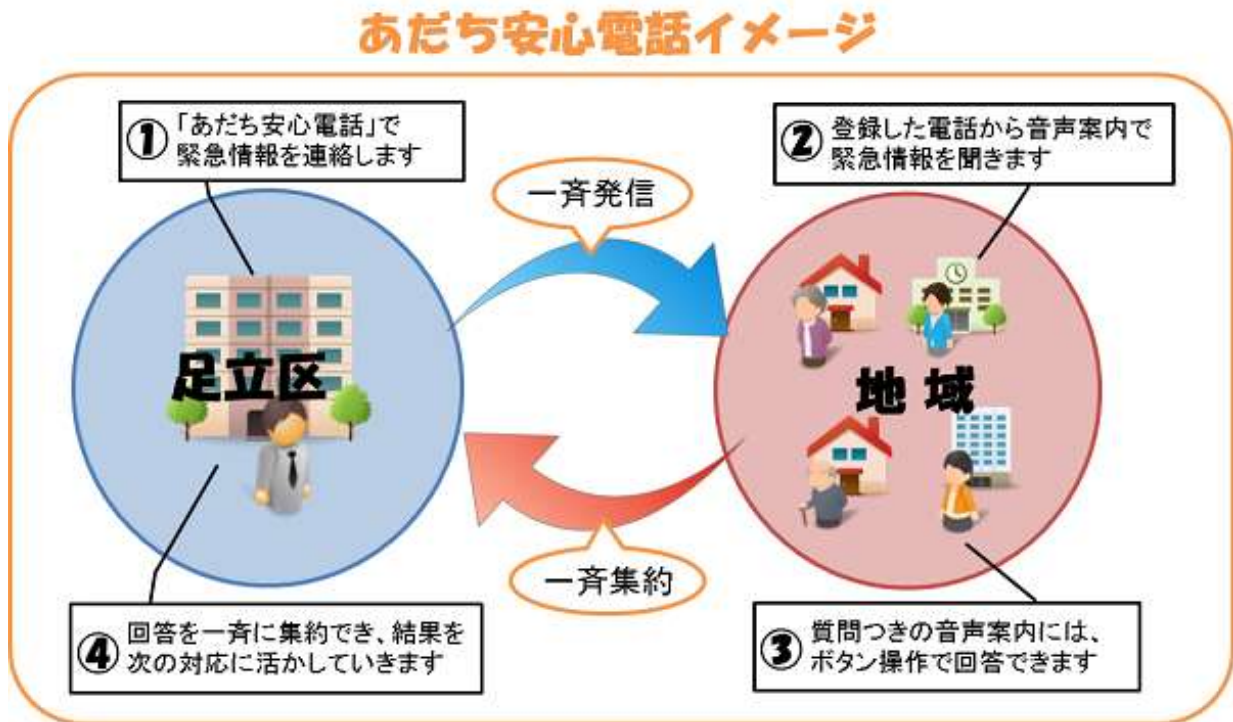 あだち安心電話イメージ
①「あだち安心電話」で
緊急情報を連絡します
②登録した電話から音声案内で
緊急情報を聞きます
一斉発信
足立区
地域
一斉集約
④回答を一斉に集約でき、結果を
次の対応に活かしていきます
③質問つきの音声案内には、
ボタン操作で回答できます